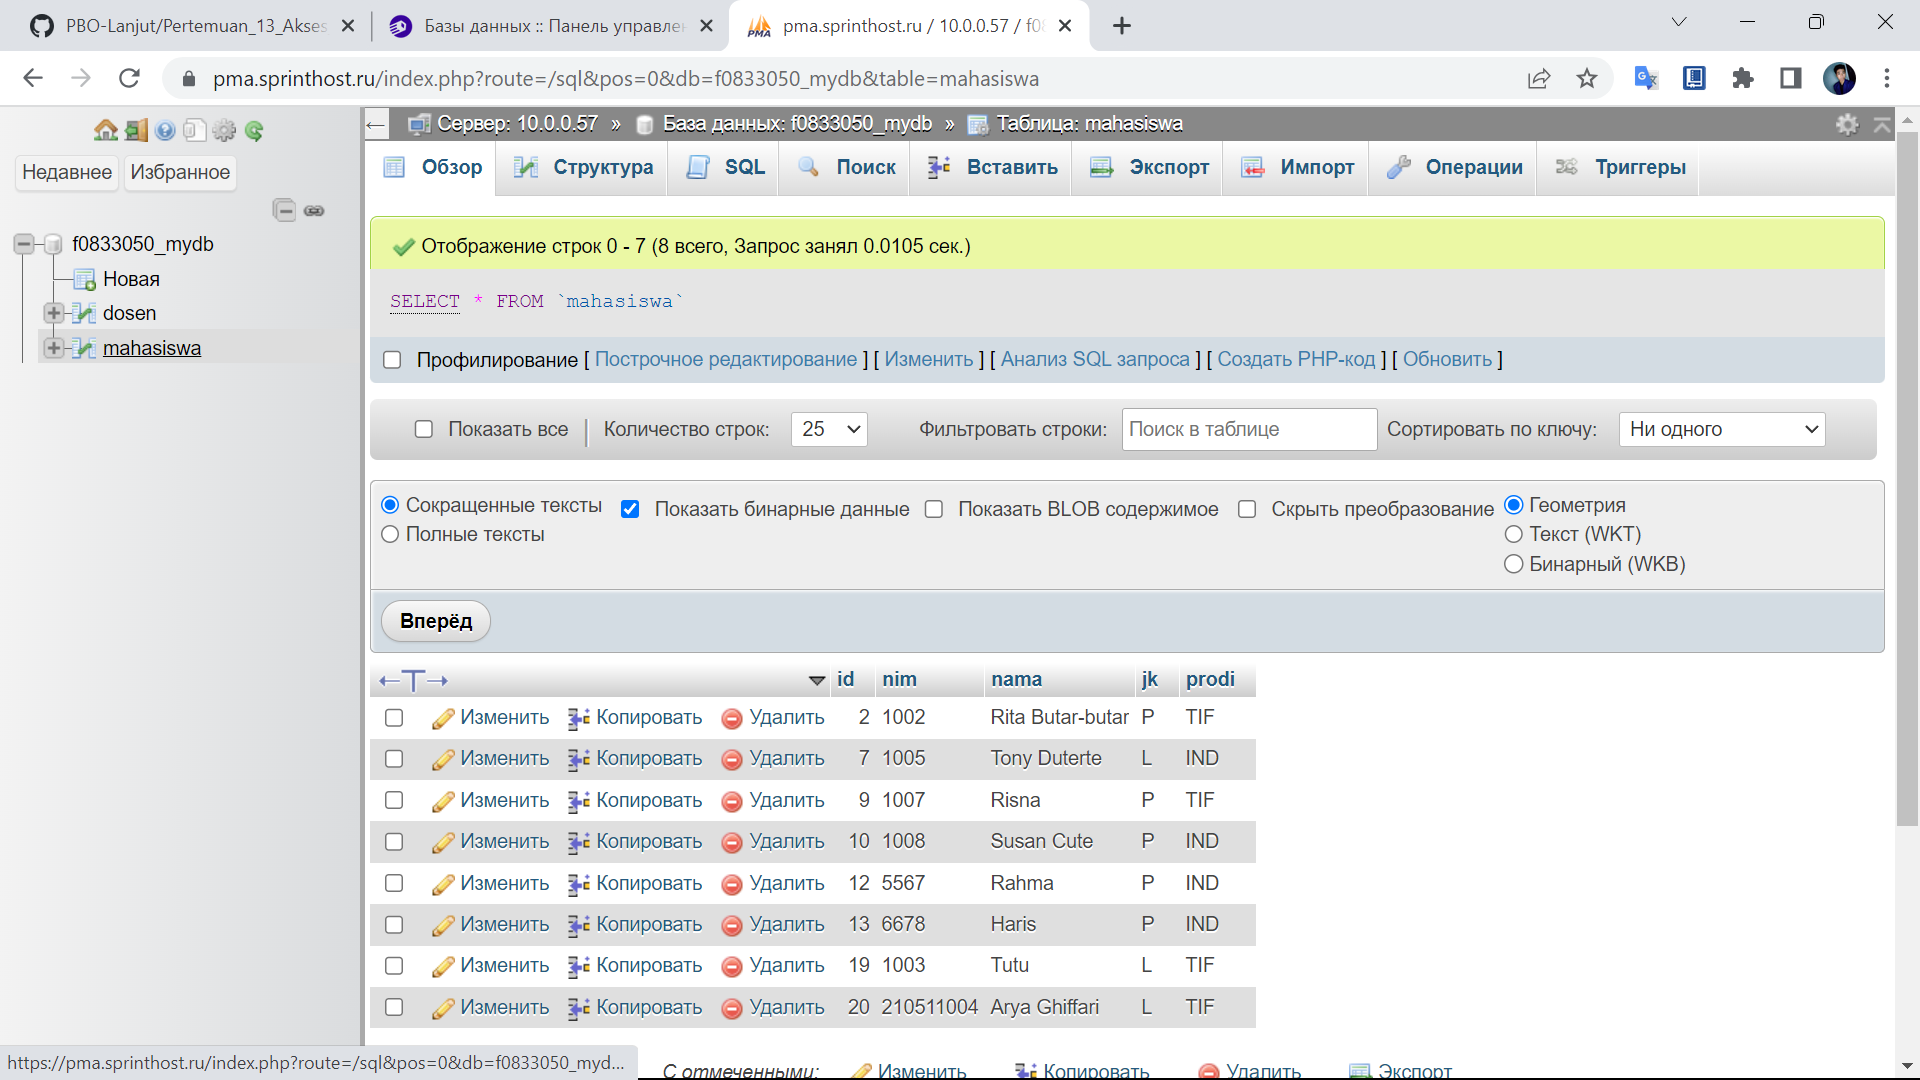 PBO-Lanjut/Pertemuan_13_Akses
Базы данных :: Панель управлен
PMA pma.sprinthost.ru / 10.0.0.57 / f08
pma.sprinthost.ru/index.php?route=/sql&pos=0&db=f0833050_mydb&table=mahasiswa
Недавнее Избранное
f0833050_mydb
Новая
dosen
mahasiswa
Сервер: 10.0.0.57 » База данных: f0833050_mydb » Таблица: mahasiswa
Обзор Структура SQL Поиск Вставить Экспорт Импорт Операции Триггеры
Отображение строк 0 - 7 (8 всего, Запрос занял 0.0105 сек.)
SELECT * FROM `mahasiswa`
Профилирование [ Построчное редактирование ] [ Изменить ] [ Анализ SQL запроса ] [ Создать PHP-код ] [ Обновить ]
Показать все Количество строк: 25 Фильтровать строки: Поиск в таблице Сортировать по ключу: Ни одного
Сокращенные тексты Показать бинарные данные Показать BLOB содержимое Скрыть преобразование Геометрия
Полные тексты Текст (WKT)
Бинарный (WKB)
Вперёд
←T→ id nim nama jk prodi
Изменить Копировать Удалить 2 1002 Rita Butar-butar P TIF
Изменить Копировать Удалить 7 1005 Tony Duterte L IND
Изменить Копировать Удалить 9 1007 Risna P TIF
Изменить Копировать Удалить 10 1008 Susan Cute P IND
Изменить Копировать Удалить 12 5567 Rahma P IND
Изменить Копировать Удалить 13 6678 Haris P IND
Изменить Копировать Удалить 19 1003 Tutu L TIF
Изменить Копировать Удалить 20 210511004 Arya Ghiffari L TIF
С отмеченными: Изменить Копировать Удалить Экспорт
https://pma.sprinthost.ru/index.php?route=/sql&pos=0&db=f0833050_myd...